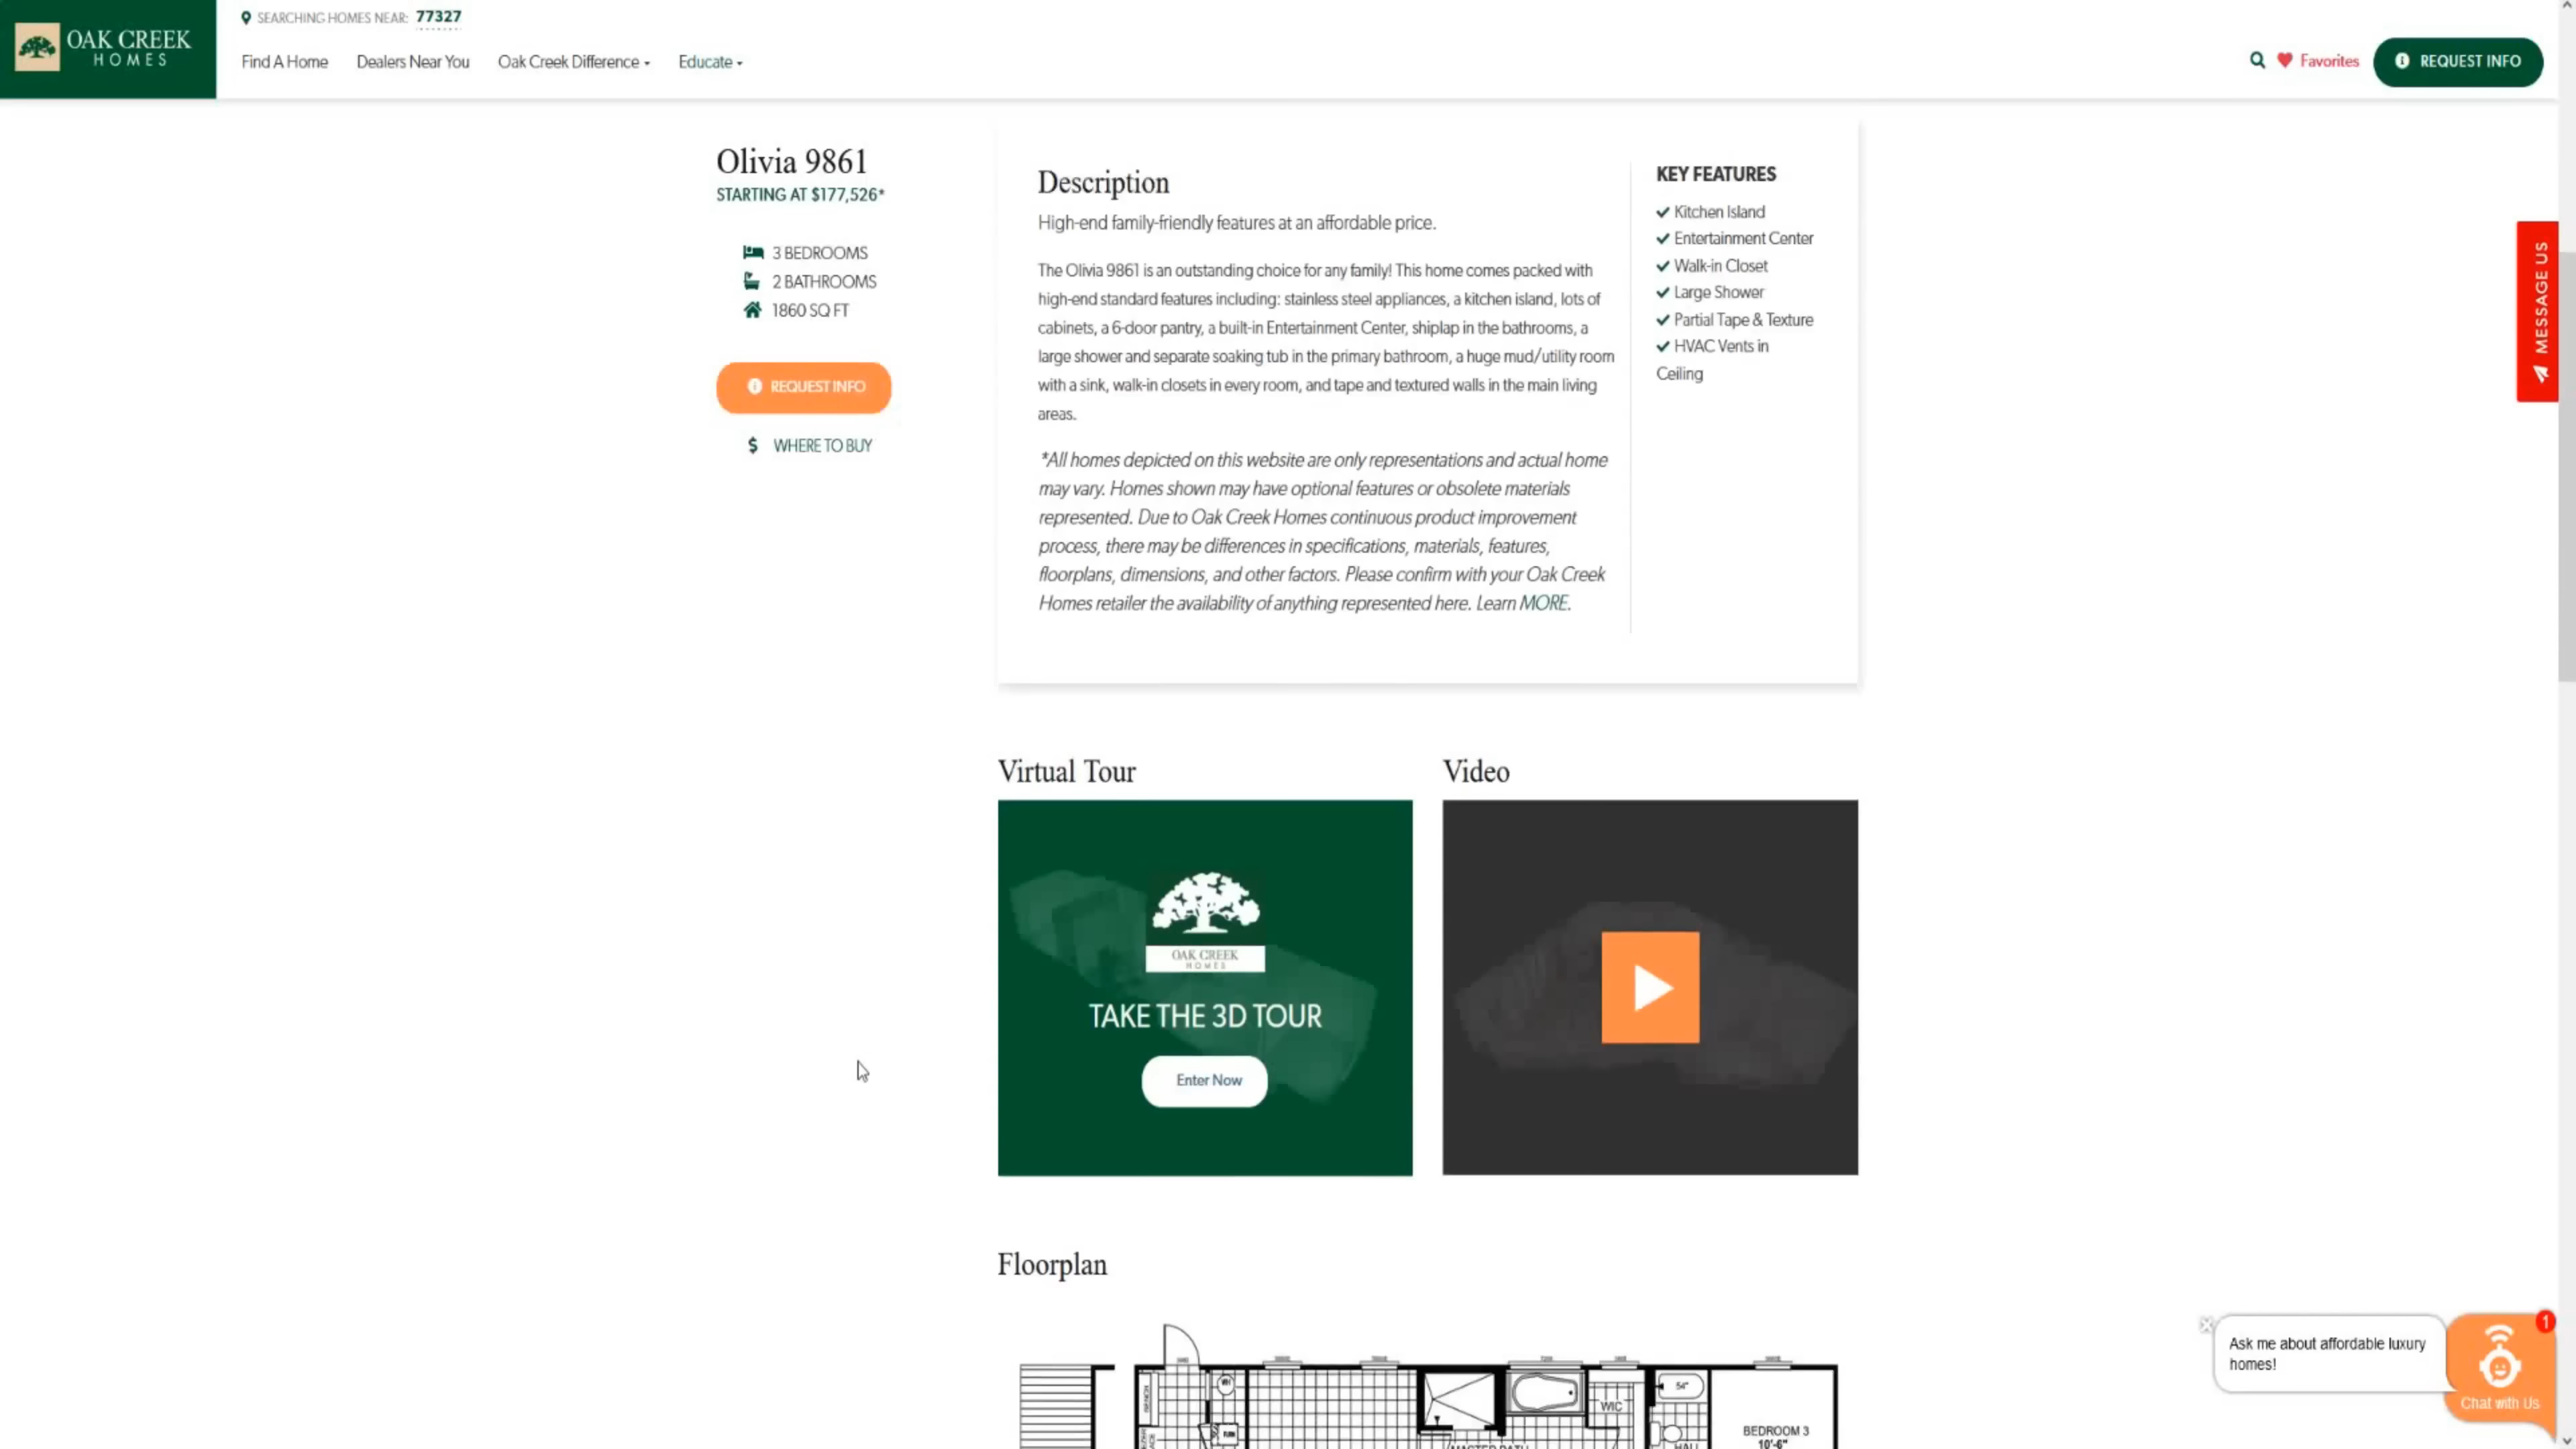 OAK CREEK
HOMES
SEARCHING HOMES NEAR: 77327
Find A Home
Dealers Near You
Oak Creek Difference
Educate
Favorites
REQUEST INFO
Olivia 9861
STARTING AT $177,526*
3 BEDROOMS
2 BATHROOMS
1860 SQ FT
REQUEST INFO
WHERE TO BUY
Description
High-end family-friendly features at an affordable price.
The Olivia 9861 is an outstanding choice for any family! This home comes packed with
high-end standard features including: stainless steel appliances, a kitchen island, lots of
cabinets, a 6-door pantry, a built-in Entertainment Center, shiplap in the bathrooms, a
large shower and separate soaking tub in the primary bathroom, a huge mud/utility room
with a sink, walk-in closets in every room, and tape and textured walls in the main living
areas.
*All homes depicted on this website are only representations and actual home
may vary. Homes shown may have optional features or obsolete materials
represented. Due to Oak Creek Homes continuous product improvement
process, there may be differences in specifications, materials, features,
floorplans, dimensions, and other factors. Please confirm with your Oak Creek
Homes retailer the availability of anything represented here. Learn MORE.
KEY FEATURES
Kitchen Island
Entertainment Center
Walk-in Closet
Large Shower
Partial Tape & Texture
HVAC Vents in
Ceiling
MESSAGE US
Virtual Tour
OAK CREEK
HOMES
TAKE THE 3D TOUR
Enter Now
Video
Floorplan
WH
WIC
54"
BEDROOM 3
10'-6"
MASTER BATH
HALL
Ask me about affordable luxury
homes!
1
Chat with Us